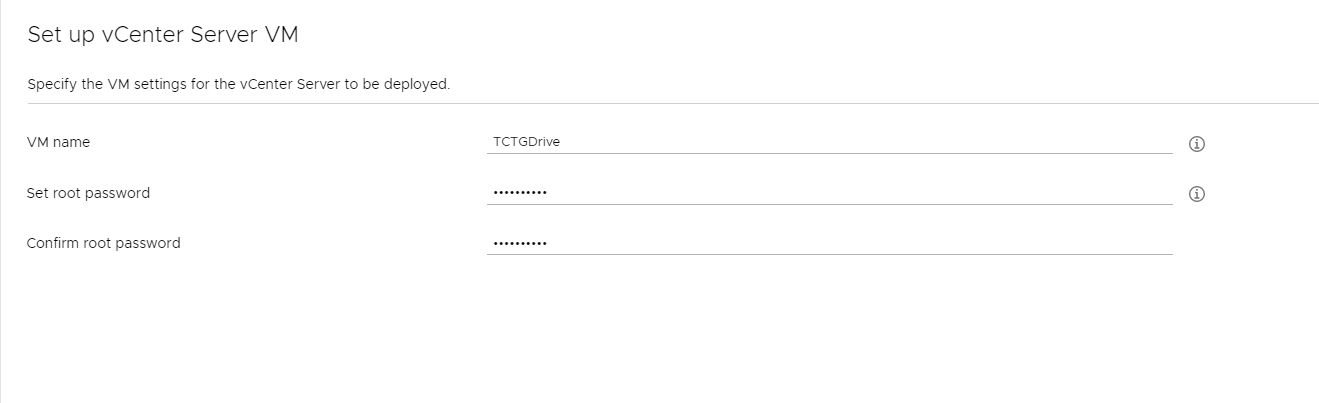 Set up vCenter Server VM
Specify the VM settings for the vCenter Server to be deployed.
VM name TCTGDrive
Set root password ••••••••••
Confirm root password ••••••••••